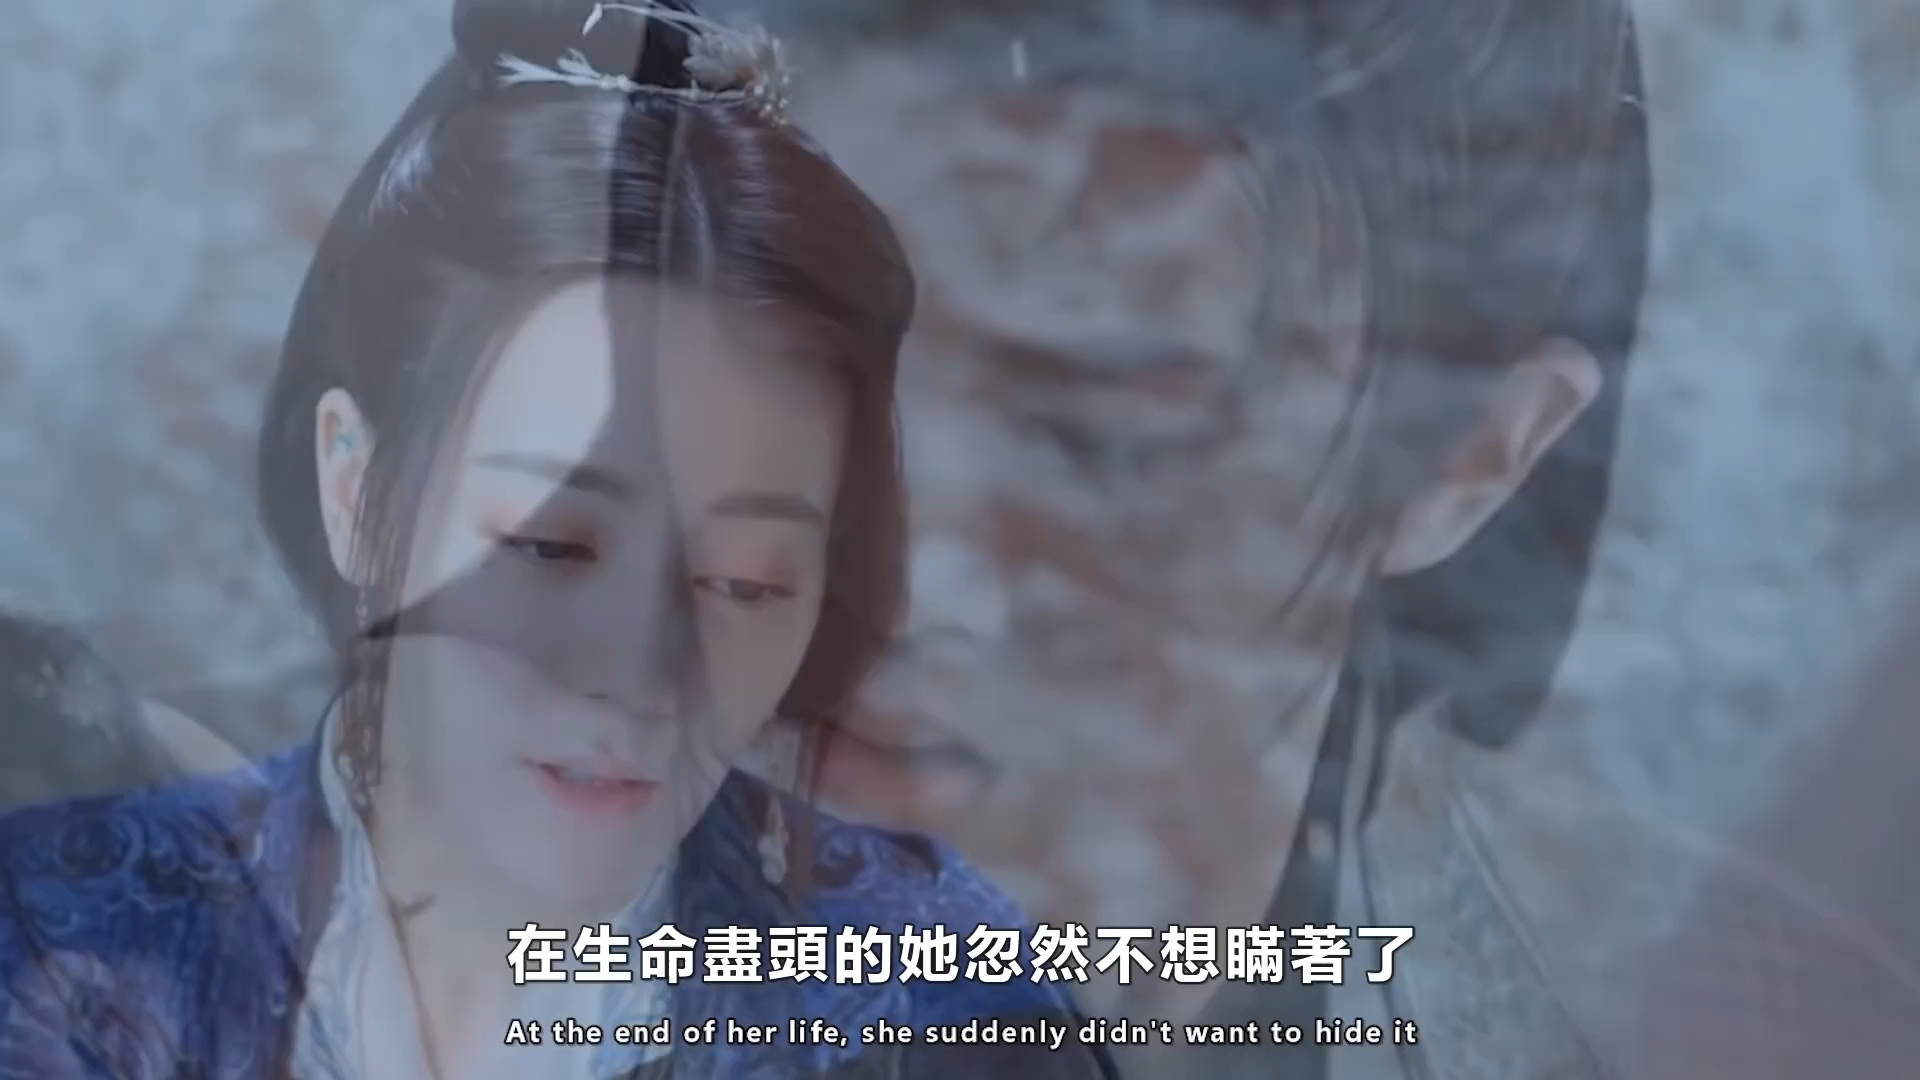 在生命盡頭的她忽然不想瞞著了
At the end of her life, she suddenly didn't want to hide it